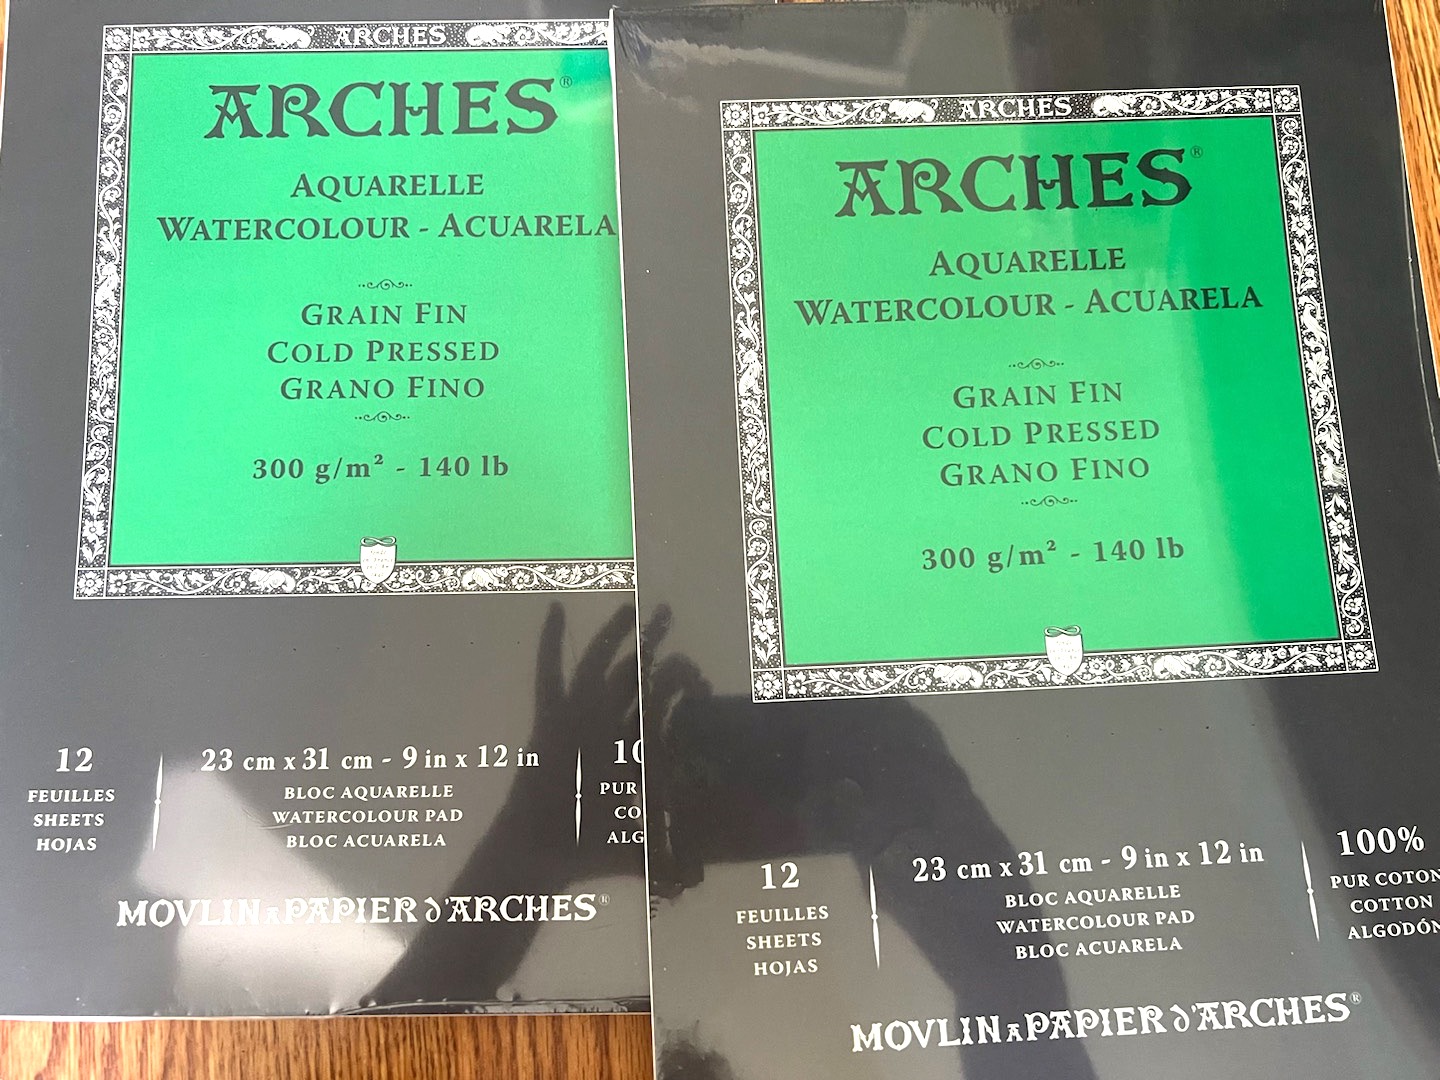 ARCHES
ARCHES®
AQUARELLE
WATERCOLOUR - ACUARELA
GRAIN FIN
COLD PRESSED
GRANO FINO
300 g/m² - 140 lb
12
FEUILLES
SHEETS
HOJAS
23 cm x 31 cm - 9 in x 12 in
BLOC AQUARELLE
WATERCOLOUR PAD
BLOC ACUARELA
10
PUR
CO
ALG
MOVLIN A PAPIER d'ARCHES®
ARCHES
ARCHES®
AQUARELLE
WATERCOLOUR - ACUARELA
GRAIN FIN
COLD PRESSED
GRANO FINO
300 g/m² - 140 lb
12
FEUILLES
SHEETS
HOJAS
23 cm x 31 cm - 9 in x 12 in
BLOC AQUARELLE
WATERCOLOUR PAD
BLOC ACUARELA
100%
PUR COTON
COTTON
ALGODÓN
MOVLIN A PAPIER d'ARCHES®